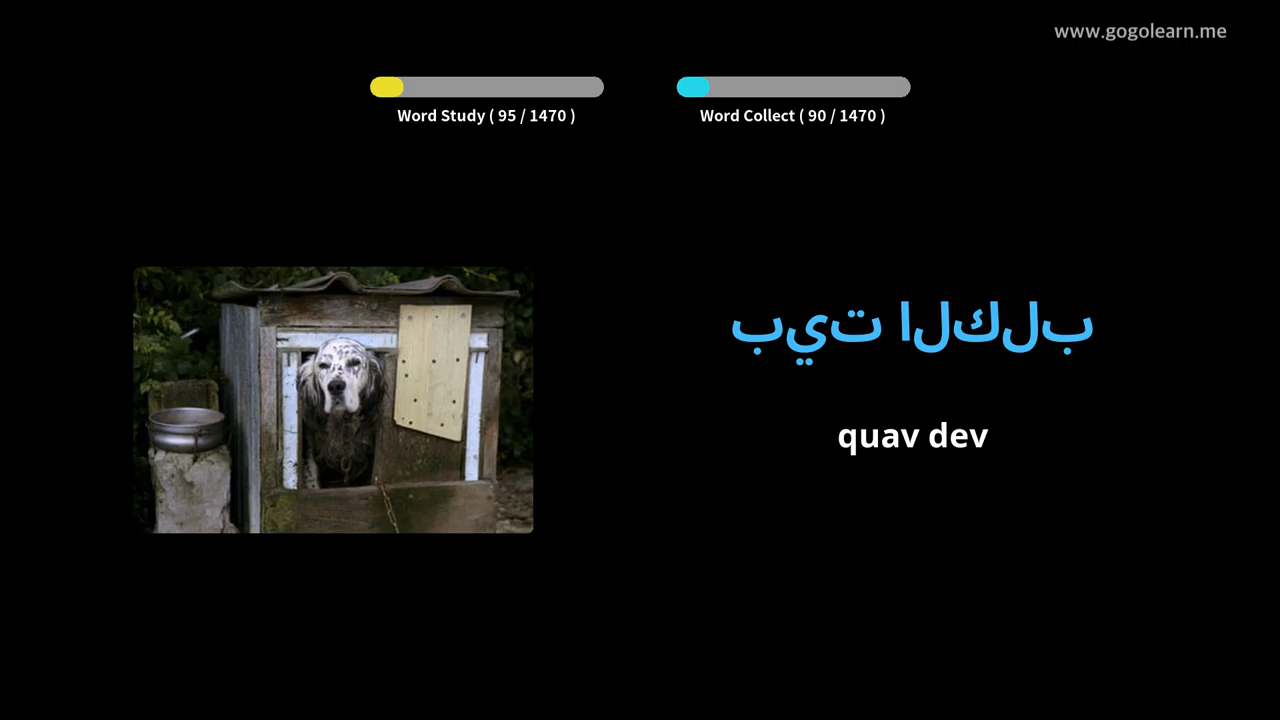 www.gogolearn.me
Word Study ( 95 / 1470 )
Word Collect ( 90 / 1470 )
بيت الكلب
quav dev